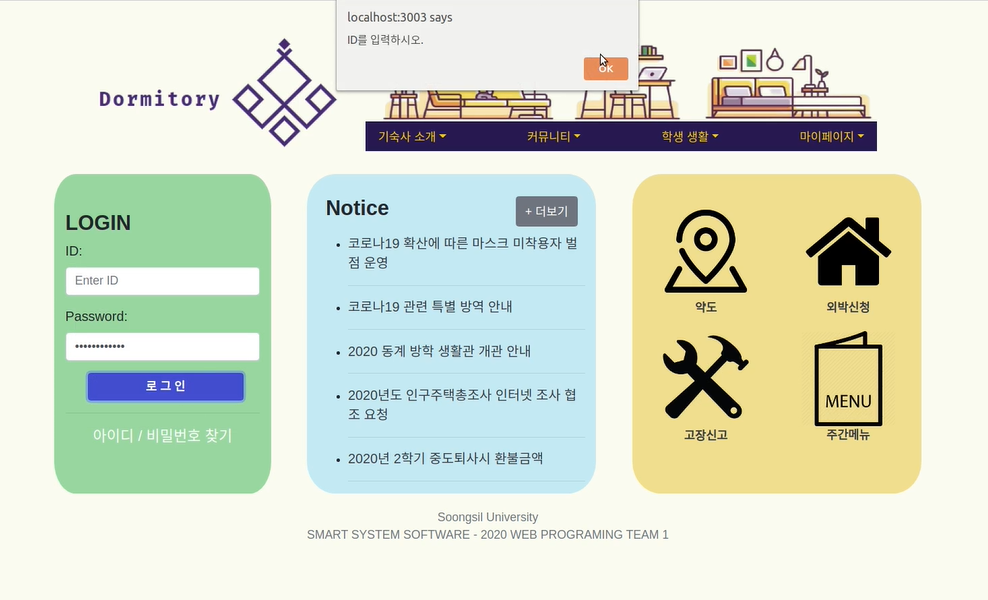 localhost:3003 says
ID를 입력하시오.
OK
Dormitory
기숙사 소개
커뮤니티
학생 생활
마이페이지
LOGIN
ID:
Enter ID
Password:
로그인
아이디 / 비밀번호 찾기
Notice
+ 더보기
코로나19 확산에 따른 마스크 미착용자 벌
점 운영
코로나19 관련 특별 방역 안내
2020 동계 방학 생활관 개관 안내
2020년도 인구주택총조사 인터넷 조사 협
조 요청
2020년 2학기 중도퇴사시 환불금액
약도
외박신청
고장신고
MENU
주간메뉴
Soongsil University
SMART SYSTEM SOFTWARE - 2020 WEB PROGRAMING TEAM 1